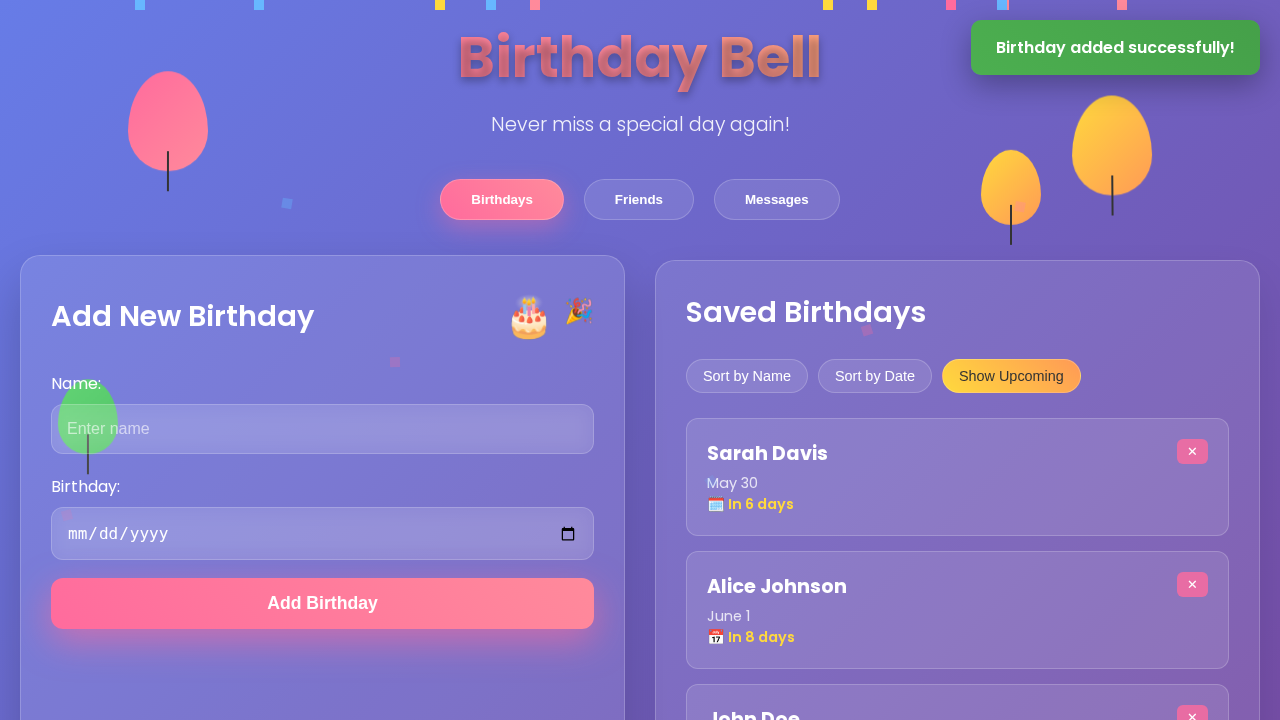 Birthday Bell
Birthday added successfully!
Never miss a special day again!
Birthdays
Friends
Messages
Add New Birthday
Name:
Enter name
Birthday:
mm/dd/yyyy
Add Birthday
Saved Birthdays
Sort by Name
Sort by Date
Show Upcoming
Sarah Davis
×
May 30
In 6 days
Alice Johnson
×
June 1
In 8 days
John Doe
×